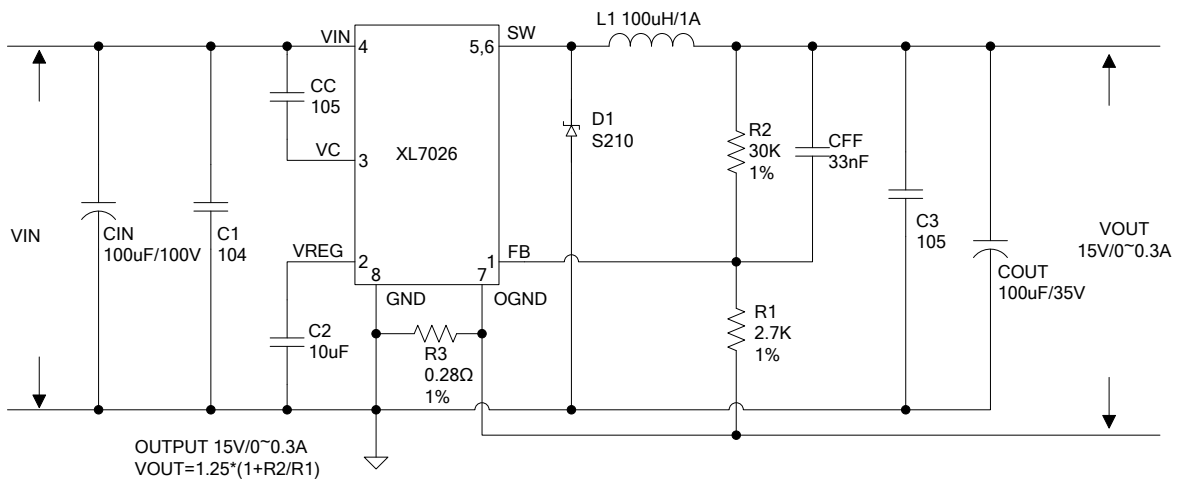 L1 100uH/1A
VIN
4
5,6
SW
CC
105
D1
S210
R2
30K
1%
CFF
33nF
VC
3
XL7026
VIN
CIN
100uF/100V
C1
104
C3
105
VOUT
15V/0~0.3A
VREG
2
1
FB
COUT
100uF/35V
8
7
GND
OGND
C2
10uF
R3
0.28Ω
1%
R1
2.7K
1%
OUTPUT 15V/0~0.3A
VOUT=1.25*(1+R2/R1)